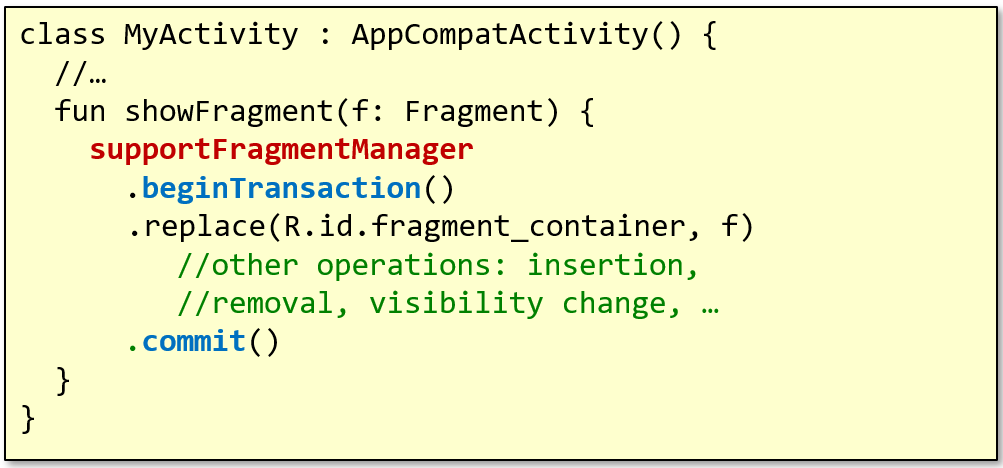 class MyActivity : AppCompatActivity() {
  //…
  fun showFragment(f: Fragment) {
    supportFragmentManager
      .beginTransaction()
      .replace(R.id.fragment_container, f)
         //other operations: insertion,
         //removal, visibility change, …
      .commit()
  }
}